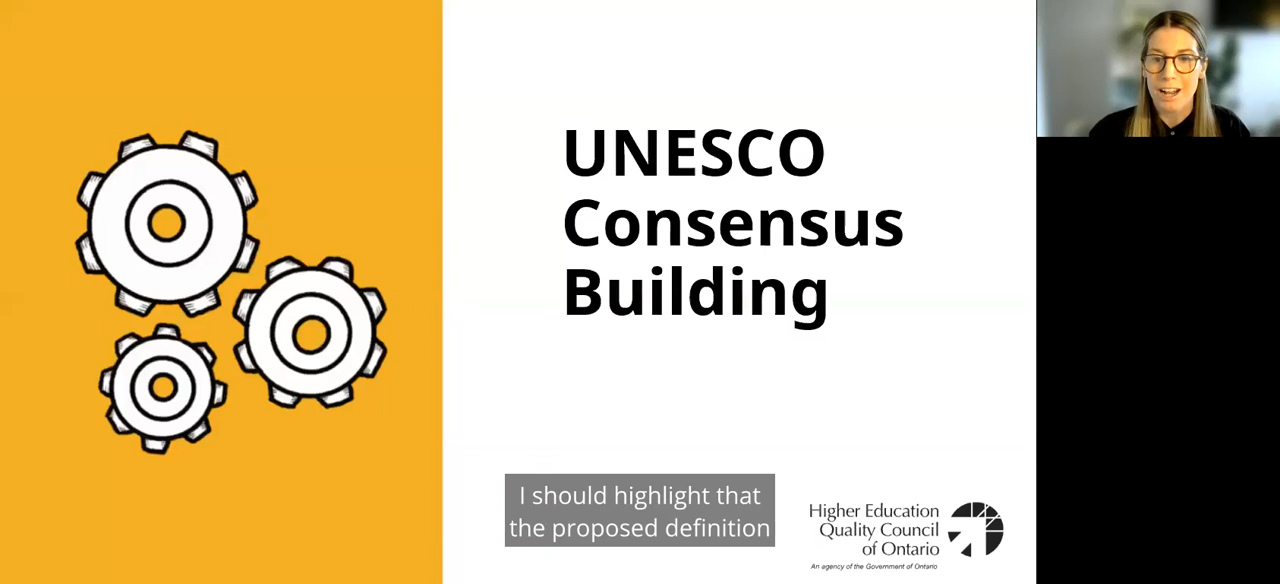 UNESCO
Consensus
Building
I should highlight that
the proposed definition
Higher Education
Quality Council
of Ontario
An agency of the Government of Ontario